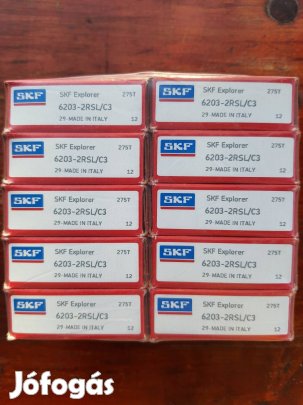 SKF
SKF Explorer 275T
6203-2RSL/C3
29-MADE IN ITALY 12
SKF
SKF Explorer 275T
6203-2RSL/C3
29-MADE IN ITALY 12
SKF
SKF Explorer 275T
6203-2RSL/C3
29-MADE IN ITALY 12
SKF
SKF Explorer 275T
6203-2RSL/C3
29-MADE IN ITALY 12
SKF
SKF Explorer 275T
6203-2RSL/C3
29-MADE IN ITALY 12
SKF
SKF Explorer 275T
6203-2RSL/C3
29-MADE IN ITALY 12
SKF
SKF Explorer 275T
6203-2RSL/C3
29-MADE IN ITALY 12
SKF
SKF Explorer 275T
6203-2RSL/C3
29-MADE IN ITALY 12
SKF
SKF Explorer 275T
6203-2RSL/C3
29-MADE IN ITALY 12
SKF
SKF Explorer 275T
6203-2RSL/C3
29-MADE IN ITALY 12
Jófogás